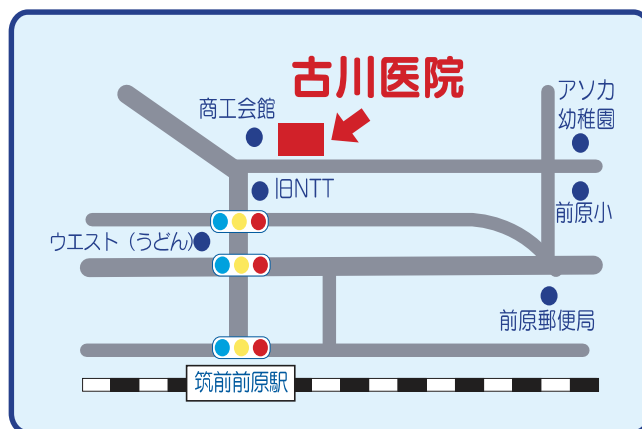 古川医院
商工会館
アソカ
幼稚園
旧NTT
前原小
ウエスト（うどん）
前原郵便局
筑前前原駅